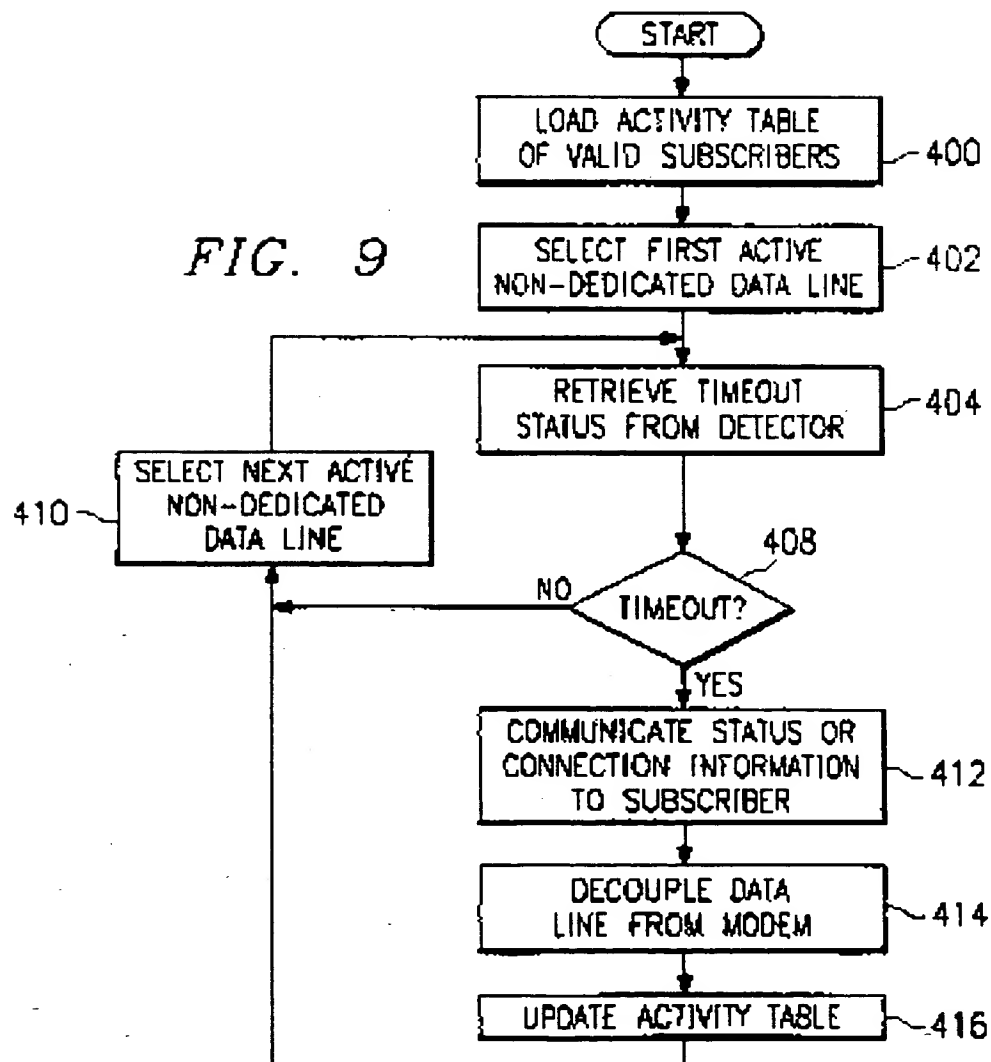 START
LOAD ACTIVITY TABLE
OF VALID SUBSCRIBERS
400
FIG. 9
SELECT FIRST ACTIVE
NON-DEDICATED DATA LINE
402
RETRIEVE TIMEOUT
STATUS FROM DETECTOR
404
SELECT NEXT ACTIVE
NON-DEDICATED
DATA LINE
410
408
NO
TIMEOUT?
YES
COMMUNICATE STATUS OR
CONNECTION INFORMATION
TO SUBSCRIBER
412
DECOUPLE DATA
LINE FROM MODEM
414
UPDATE ACTIVITY TABLE
416